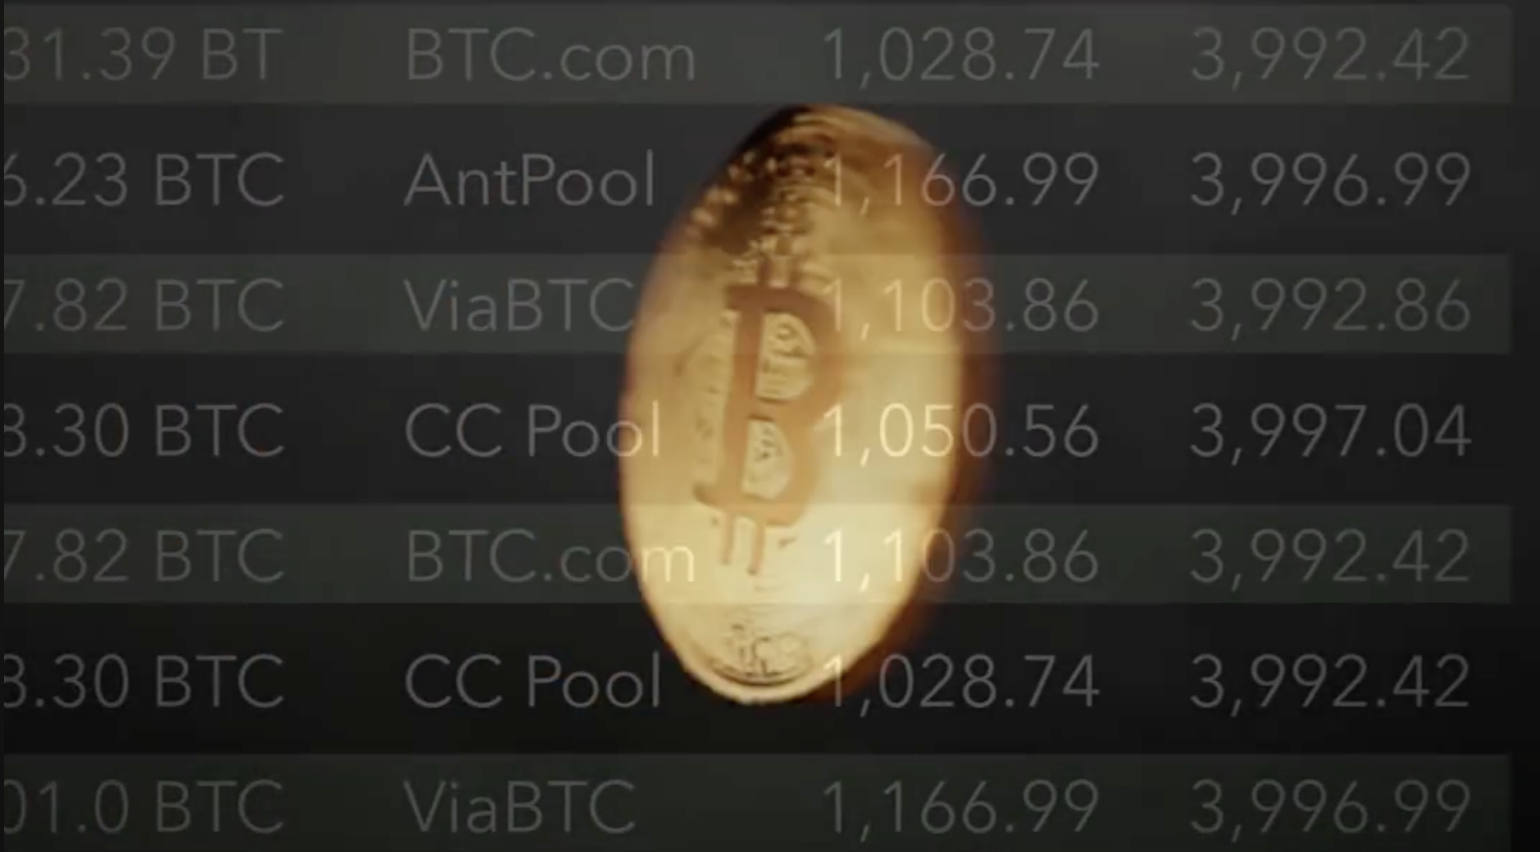 31.39 BT BTC.com 1,028.74 3,992.42
6.23 BTC AntPool 1,166.99 3,996.99
7.82 BTC ViaBTC 1,103.86 3,992.86
3.30 BTC CC Pool 1,050.56 3,997.04
7.82 BTC BTC.com 1,103.86 3,992.42
3.30 BTC CC Pool 1,028.74 3,992.42
01.0 BTC ViaBTC 1,166.99 3,996.99